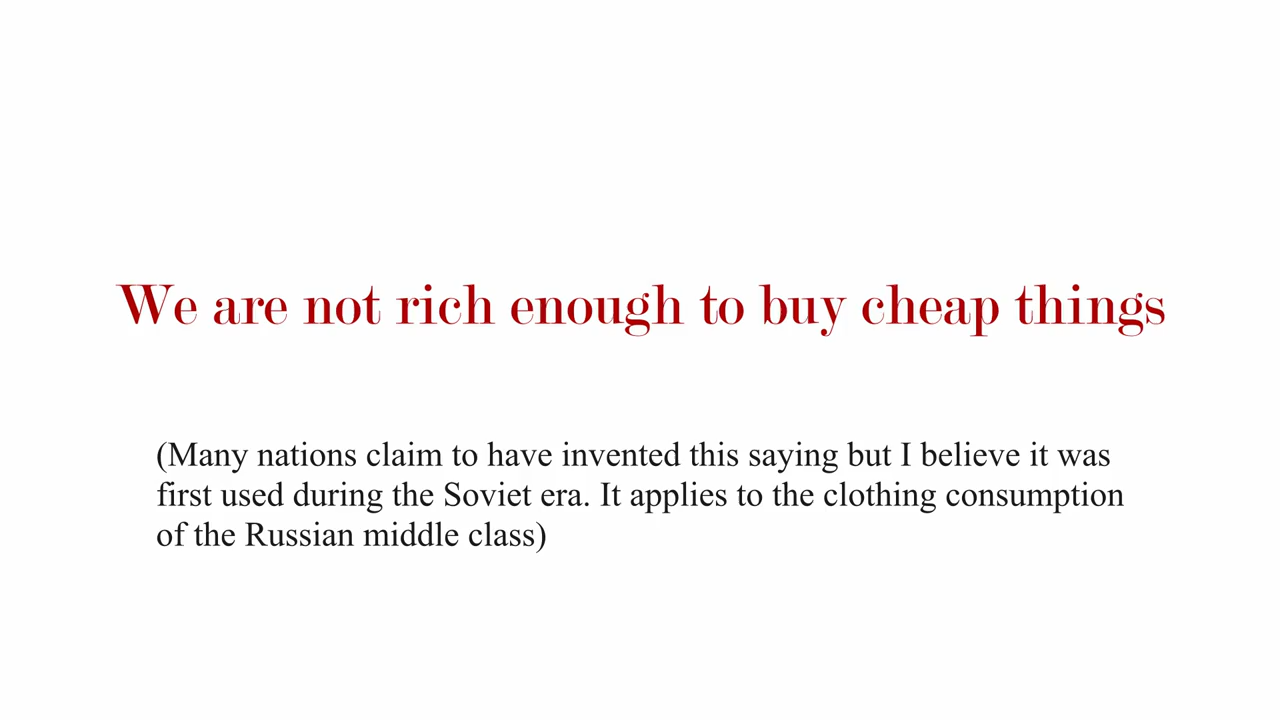 We are not rich enough to buy cheap things
(Many nations claim to have invented this saying but I believe it was
first used during the Soviet era. It applies to the clothing consumption
of the Russian middle class)